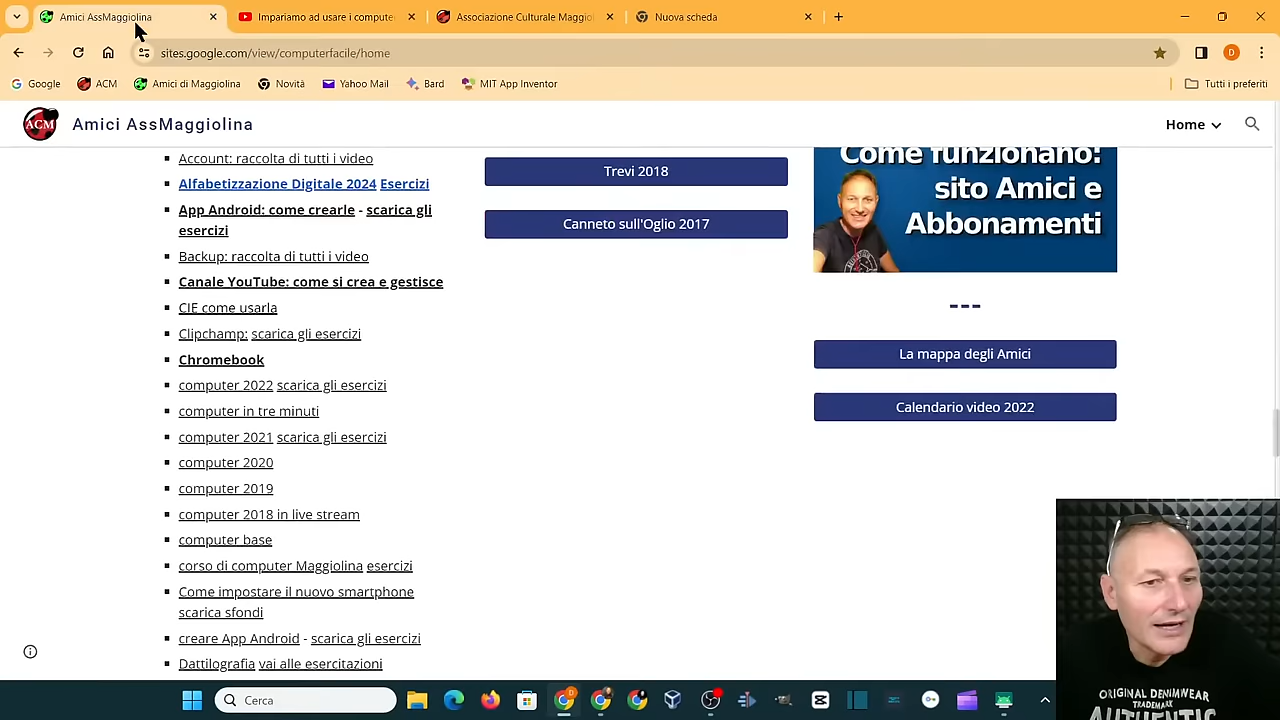 Amici AssMaggiolina
Impariamo ad usare i compute
Associazione Culturale Maggiol
Nuova scheda
sites.google.com/view/computerfacile/home
Google
ACM
Amici di Maggiolina
Novità
Yahoo Mail
Bard
MIT App Inventor
Tutti i preferiti
ACM
Amici AssMaggiolina
Home
Account: raccolta di tutti i video
Alfabetizzazione Digitale 2024 Esercizi
App Android: come crearle - scarica gli
esercizi
Backup: raccolta di tutti i video
Canale YouTube: come si crea e gestisce
CIE come usarla
Clipchamp: scarica gli esercizi
Chromebook
computer 2022 scarica gli esercizi
computer in tre minuti
computer 2021 scarica gli esercizi
computer 2020
computer 2019
computer 2018 in live stream
computer base
corso di computer Maggiolina esercizi
Come impostare il nuovo smartphone
scarica sfondi
creare App Android - scarica gli esercizi
Dattilografia vai alle esercitazioni
Trevi 2018
Canneto sull'Oglio 2017
Come funzionano:
sito Amici e
Abbonamenti
---
La mappa degli Amici
Calendario video 2022
ORIGINAL DENIMWEAR
TRADEMARK
AUTHENTIC
Cerca